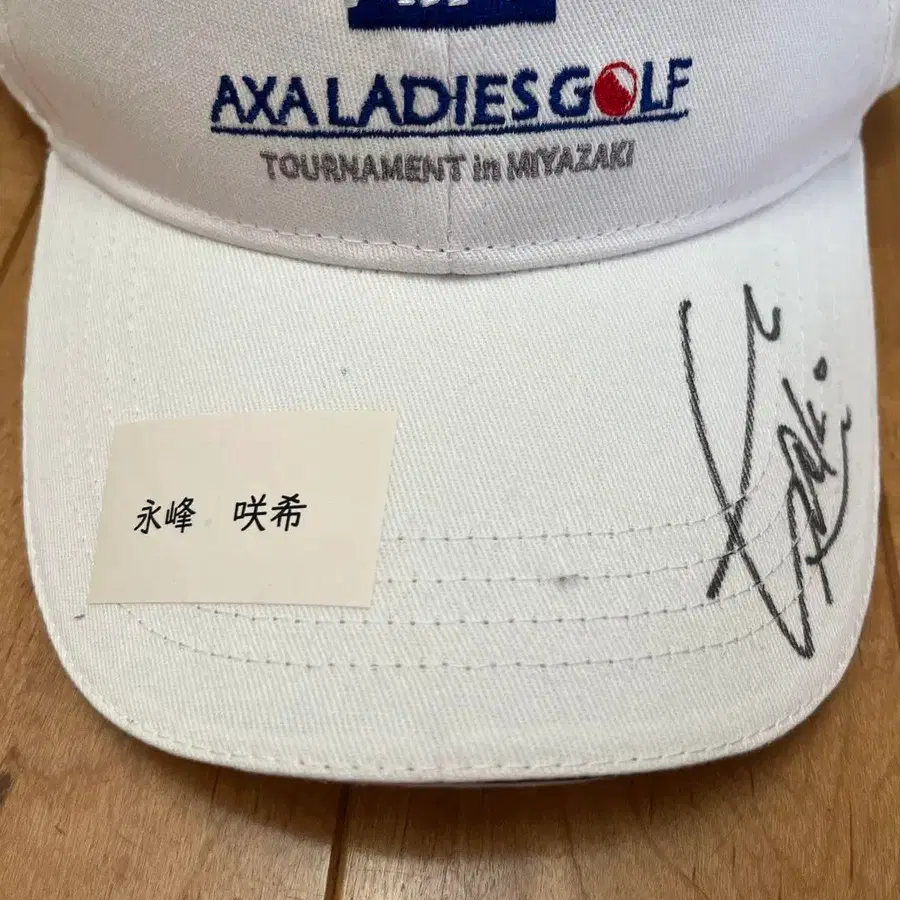 AXA LADIES GOLF
TOURNAMENT in MIYAZAKI
永峰 咲希